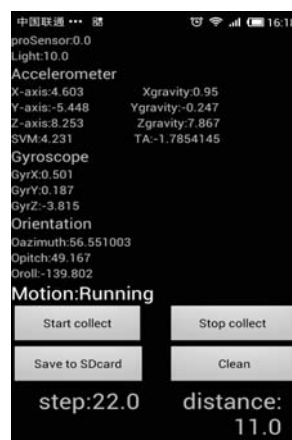 中国联通 ••• 16:18
proSensor:0.0
Light:10.0
Accelerometer
X-axis:4.603 Xgravity:0.95
Y-axis:-5.448 Ygravity:-0.247
Z-axis:8.253 Zgravity:7.867
SVM:4.231 TA:-1.7854145
Gyroscope
GyrX:0.501
GyrY:0.187
GyrZ:-3.815
Orientation
Oazimuth:56.551003
Opitch:49.167
Oroll:-139.802
Motion:Running
Start collect Stop collect
Save to SDcard Clean
step:22.0 distance:
11.0